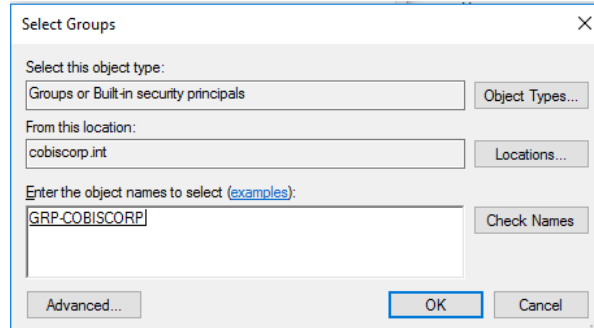 Select Groups
Select this object type:
Groups or Built-in security principals
Object Types...
From this location:
cobiscorp.int
Locations...
Enter the object names to select (examples):
GRP-COBISCORP
Check Names
Advanced...
OK
Cancel